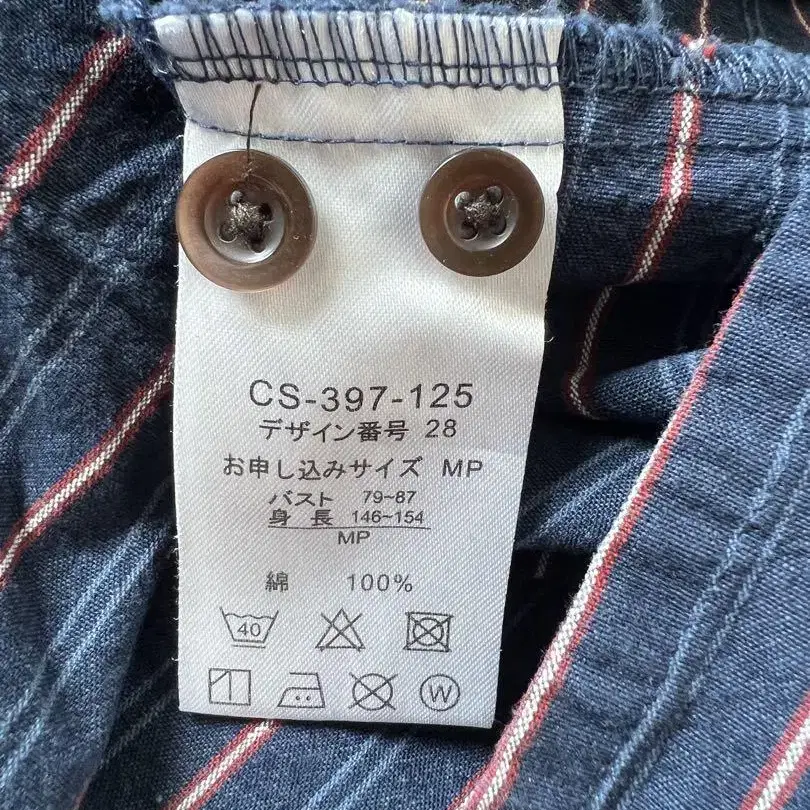 CS-397-125
デザイン番号 28
お申し込みサイズ MP
バスト 79~87
身長 146~154
MP
綿 100%
40
W